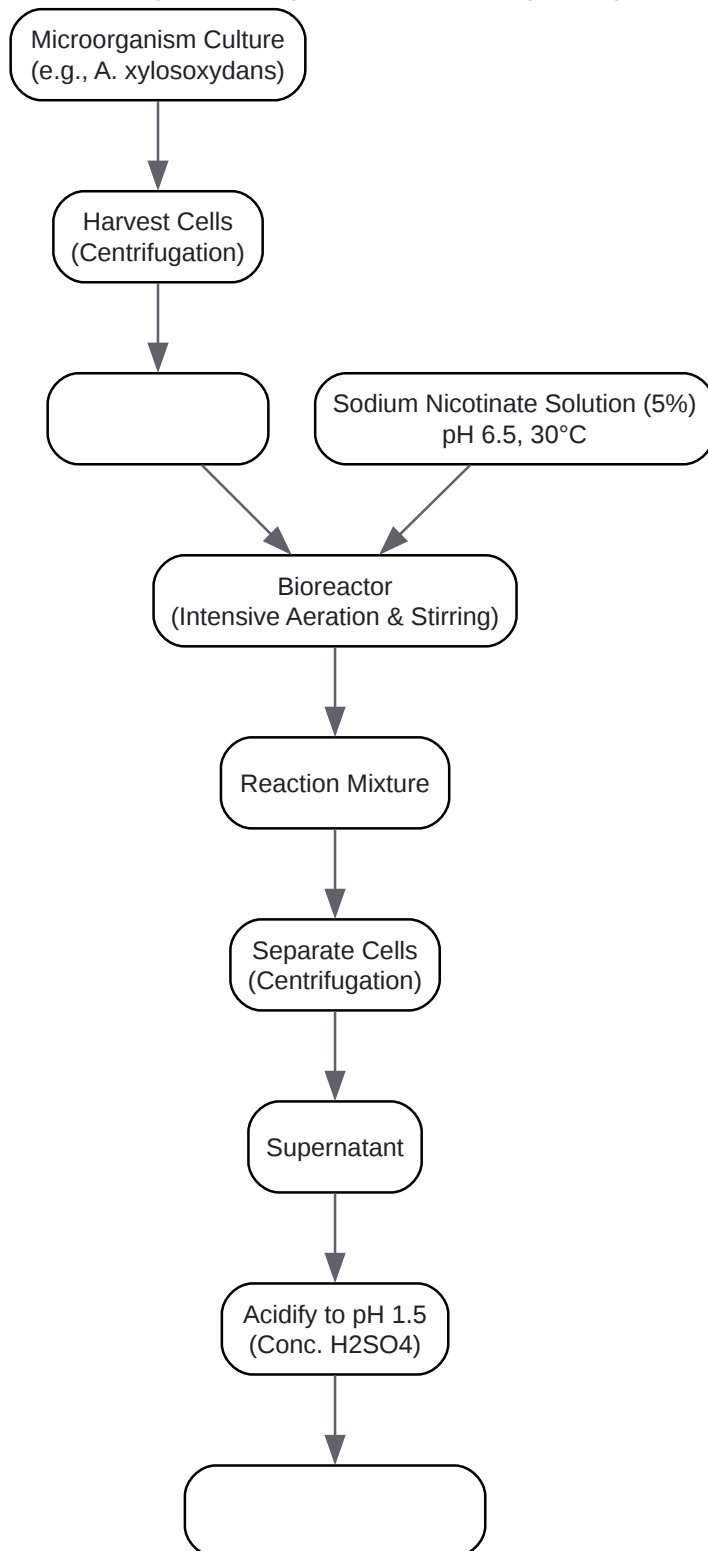 Microorganism Culture
(e.g., A. xylosoxydans)
Harvest Cells
(Centrifugation)
Sodium Nicotinate Solution (5%)
pH 6.5, 30°C
Bioreactor
(Intensive Aeration & Stirring)
Reaction Mixture
Separate Cells
(Centrifugation)
Supernatant
Acidify to pH 1.5
(Conc. H2SO4)